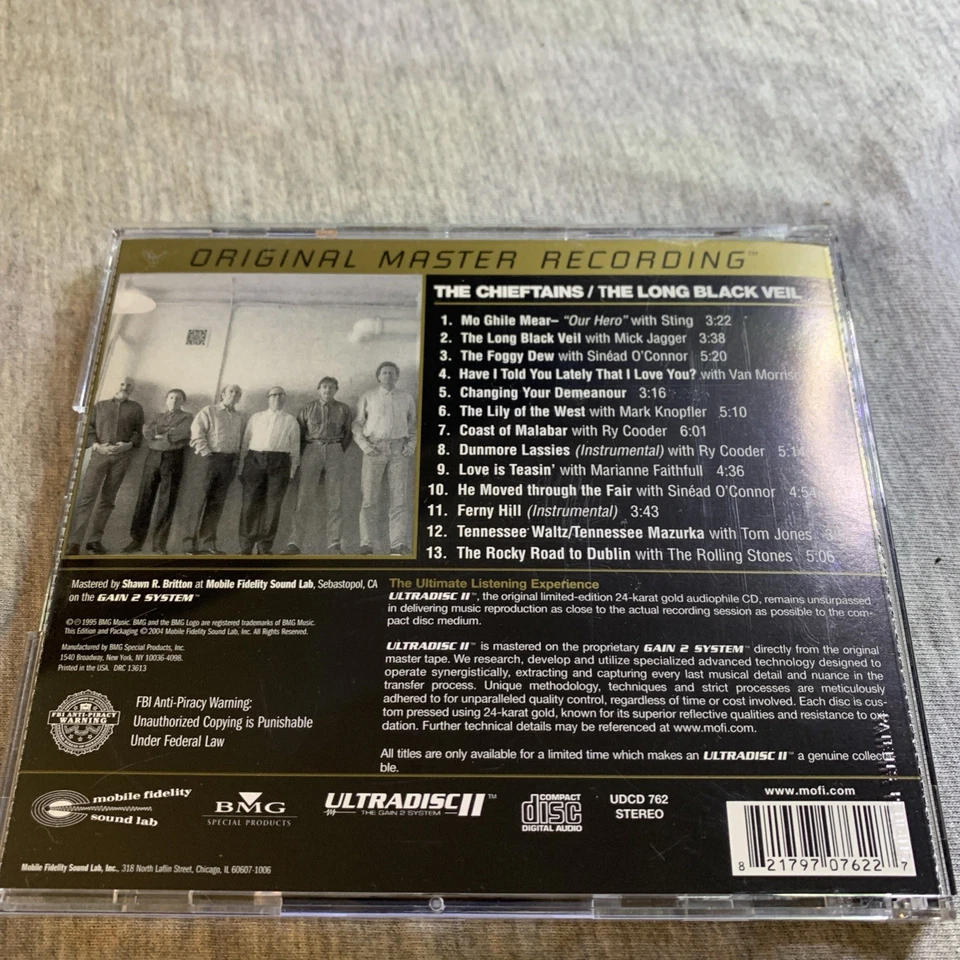 ORIGINAL MASTER RECORDING™
THE CHIEFTAINS / THE LONG BLACK VEIL
1. Mo Ghile Mear– "Our Hero" with Sting 3:22
2. The Long Black Veil with Mick Jagger 3:38
3. The Foggy Dew with Sinéad O'Connor 5:20
4. Have I Told You Lately That I Love You? with Van Morrison
5. Changing Your Demeanour 3:16
6. The Lily of the West with Mark Knopfler 5:10
7. Coast of Malabar with Ry Cooder 6:01
8. Dunmore Lassies (Instrumental) with Ry Cooder 5:14
9. Love is Teasin' with Marianne Faithfull 4:36
10. He Moved through the Fair with Sinéad O'Connor 4:54
11. Ferny Hill (Instrumental) 3:43
12. Tennessee Waltz/Tennessee Mazurka with Tom Jones
13. The Rocky Road to Dublin with The Rolling Stones 5:06
Mastered by Shawn R. Britton at Mobile Fidelity Sound Lab, Sebastopol, CA
on the GAIN 2 SYSTEM™
©℗ 1995 BMG Music. BMG and the BMG Logo are registered trademarks of BMG Music.
This Edition and Packaging ℗2004 Mobile Fidelity Sound Lab, Inc. All Rights Reserved.
Manufactured by BMG Special Products, Inc.
1540 Broadway, New York, NY 10036-4098.
Printed in the USA. DRC 13613
FBI ANTI-PIRACY
WARNING
FBI Anti-Piracy Warning:
Unauthorized Copying is Punishable
Under Federal Law
The Ultimate Listening Experience
ULTRADISC II™, the original limited-edition 24-karat gold audiophile CD, remains unsurpassed
in delivering music reproduction as close to the actual recording session as possible to the com-
pact disc medium.
ULTRADISC II™ is mastered on the proprietary GAIN 2 SYSTEM™ directly from the original
master tape. We research, develop and utilize specialized advanced technology designed to
operate synergistically, extracting and capturing every last musical detail and nuance in the
transfer process. Unique methodology, techniques and strict processes are meticulously
adhered to for unparalleled quality control, regardless of time or cost involved. Each disc is cus-
tom pressed using 24-karat gold, known for its superior reflective qualities and resistance to oxi-
dation. Further technical details may be referenced at www.mofi.com.
All titles are only available for a limited time which makes an ULTRADISC II™ a genuine collecti-
ble.
mobile fidelity
sound lab
BMG
SPECIAL PRODUCTS
ULTRADISC II™
THE GAIN 2 SYSTEM™
COMPACT
disc
DIGITAL AUDIO
UDCD 762
STEREO
www.mofi.com
8 21797 07622 7
Mobile Fidelity Sound Lab, Inc., 318 North Laflin Street, Chicago, IL 60607-1006